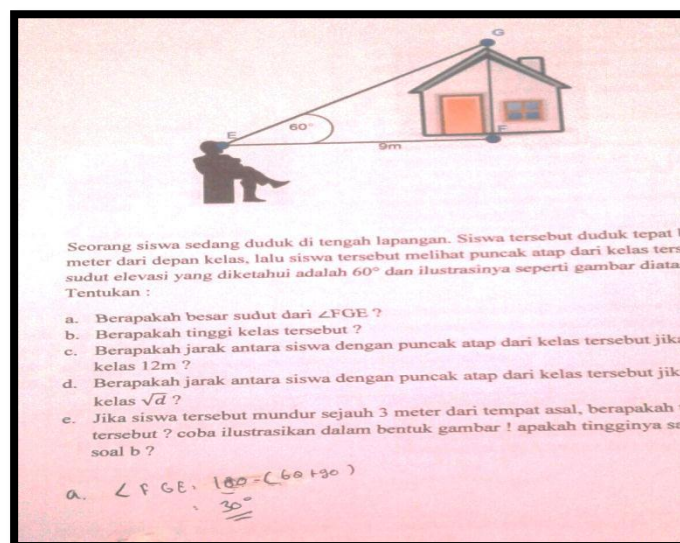 G
E
60°
F
9m
Seorang siswa sedang duduk di tengah lapangan. Siswa tersebut duduk tepat
meter dari depan kelas, lalu siswa tersebut melihat puncak atap dari kelas ters
sudut elevasi yang diketahui adalah 60° dan ilustrasinya seperti gambar diata
Tentukan :
a. Berapakah besar sudut dari ∠FGE ?
b. Berapakah tinggi kelas tersebut ?
c. Berapakah jarak antara siswa dengan puncak atap dari kelas tersebut jik
kelas 12m ?
d. Berapakah jarak antara siswa dengan puncak atap dari kelas tersebut jik
kelas √d ?
e. Jika siswa tersebut mundur sejauh 3 meter dari tempat asal, berapakah
tersebut ? coba ilustrasikan dalam bentuk gambar ! apakah tingginya sa
soal b ?
a. ∠ FGE : 180 - (60 + 90)
: 30°